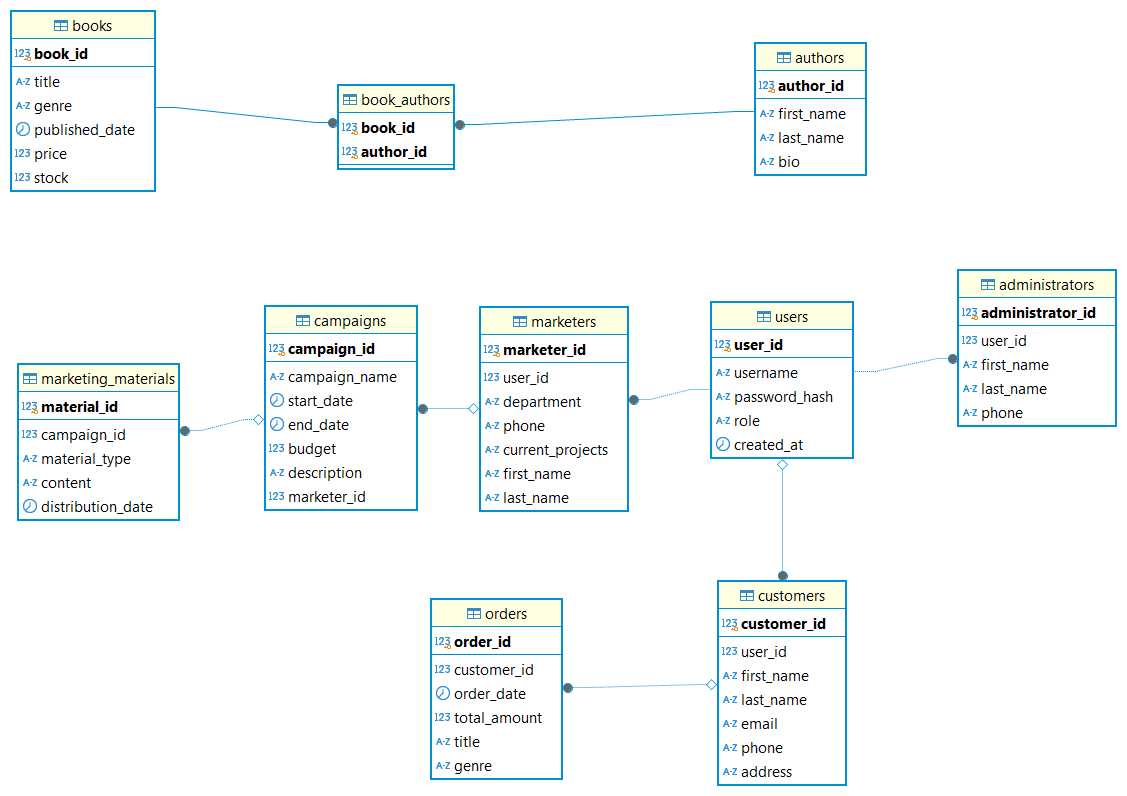 books
book_id
title
genre
published_date
price
stock
book_authors
book_id
author_id
authors
author_id
first_name
last_name
bio
marketing_materials
material_id
campaign_id
material_type
content
distribution_date
campaigns
campaign_id
campaign_name
start_date
end_date
budget
description
marketer_id
marketers
marketer_id
user_id
department
phone
current_projects
first_name
last_name
users
user_id
username
password_hash
role
created_at
administrators
administrator_id
user_id
first_name
last_name
phone
orders
order_id
customer_id
order_date
total_amount
title
genre
customers
customer_id
user_id
first_name
last_name
email
phone
address